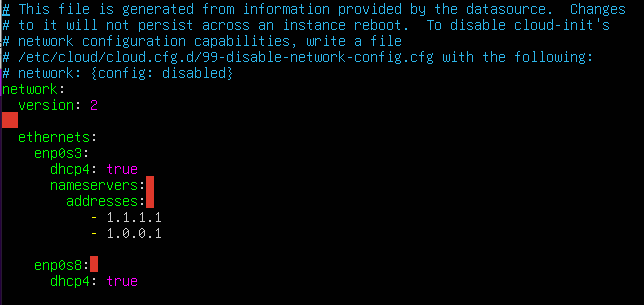 # This file is generated from information provided by the datasource.  Changes
# to it will not persist across an instance reboot.  To disable cloud-init's
# network configuration capabilities, write a file
# /etc/cloud/cloud.cfg.d/99-disable-network-config.cfg with the following:
# network: {config: disabled}
network:
  version: 2
  ethernets:
    enp0s3:
      dhcp4: true
      nameservers:
        addresses:
           - 1.1.1.1
           - 1.0.0.1
    enp0s8:
      dhcp4: true